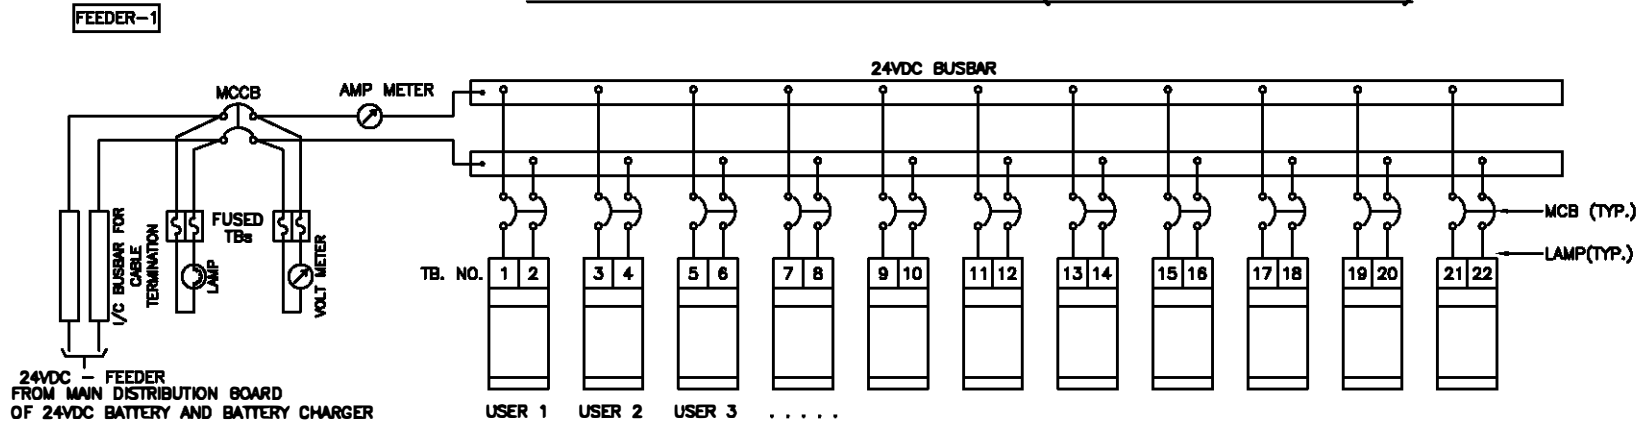 FEEDER-1
24VDC BUSBAR
MCCB
AMP METER
MCB (TYP.)
FUSED
TBs
I/C BUSBAR FOR
CABLE
TERMINATION
LAMP
VOLT METER
LAMP(TYP.)
TB. NO. 1 2 3 4 5 6 7 8 9 10 11 12 13 14 15 16 17 18 19 20 21 22
24VDC - FEEDER
FROM MAIN DISTRIBUTION BOARD
OF 24VDC BATTERY AND BATTERY CHARGER
USER 1 USER 2 USER 3 . . . . .